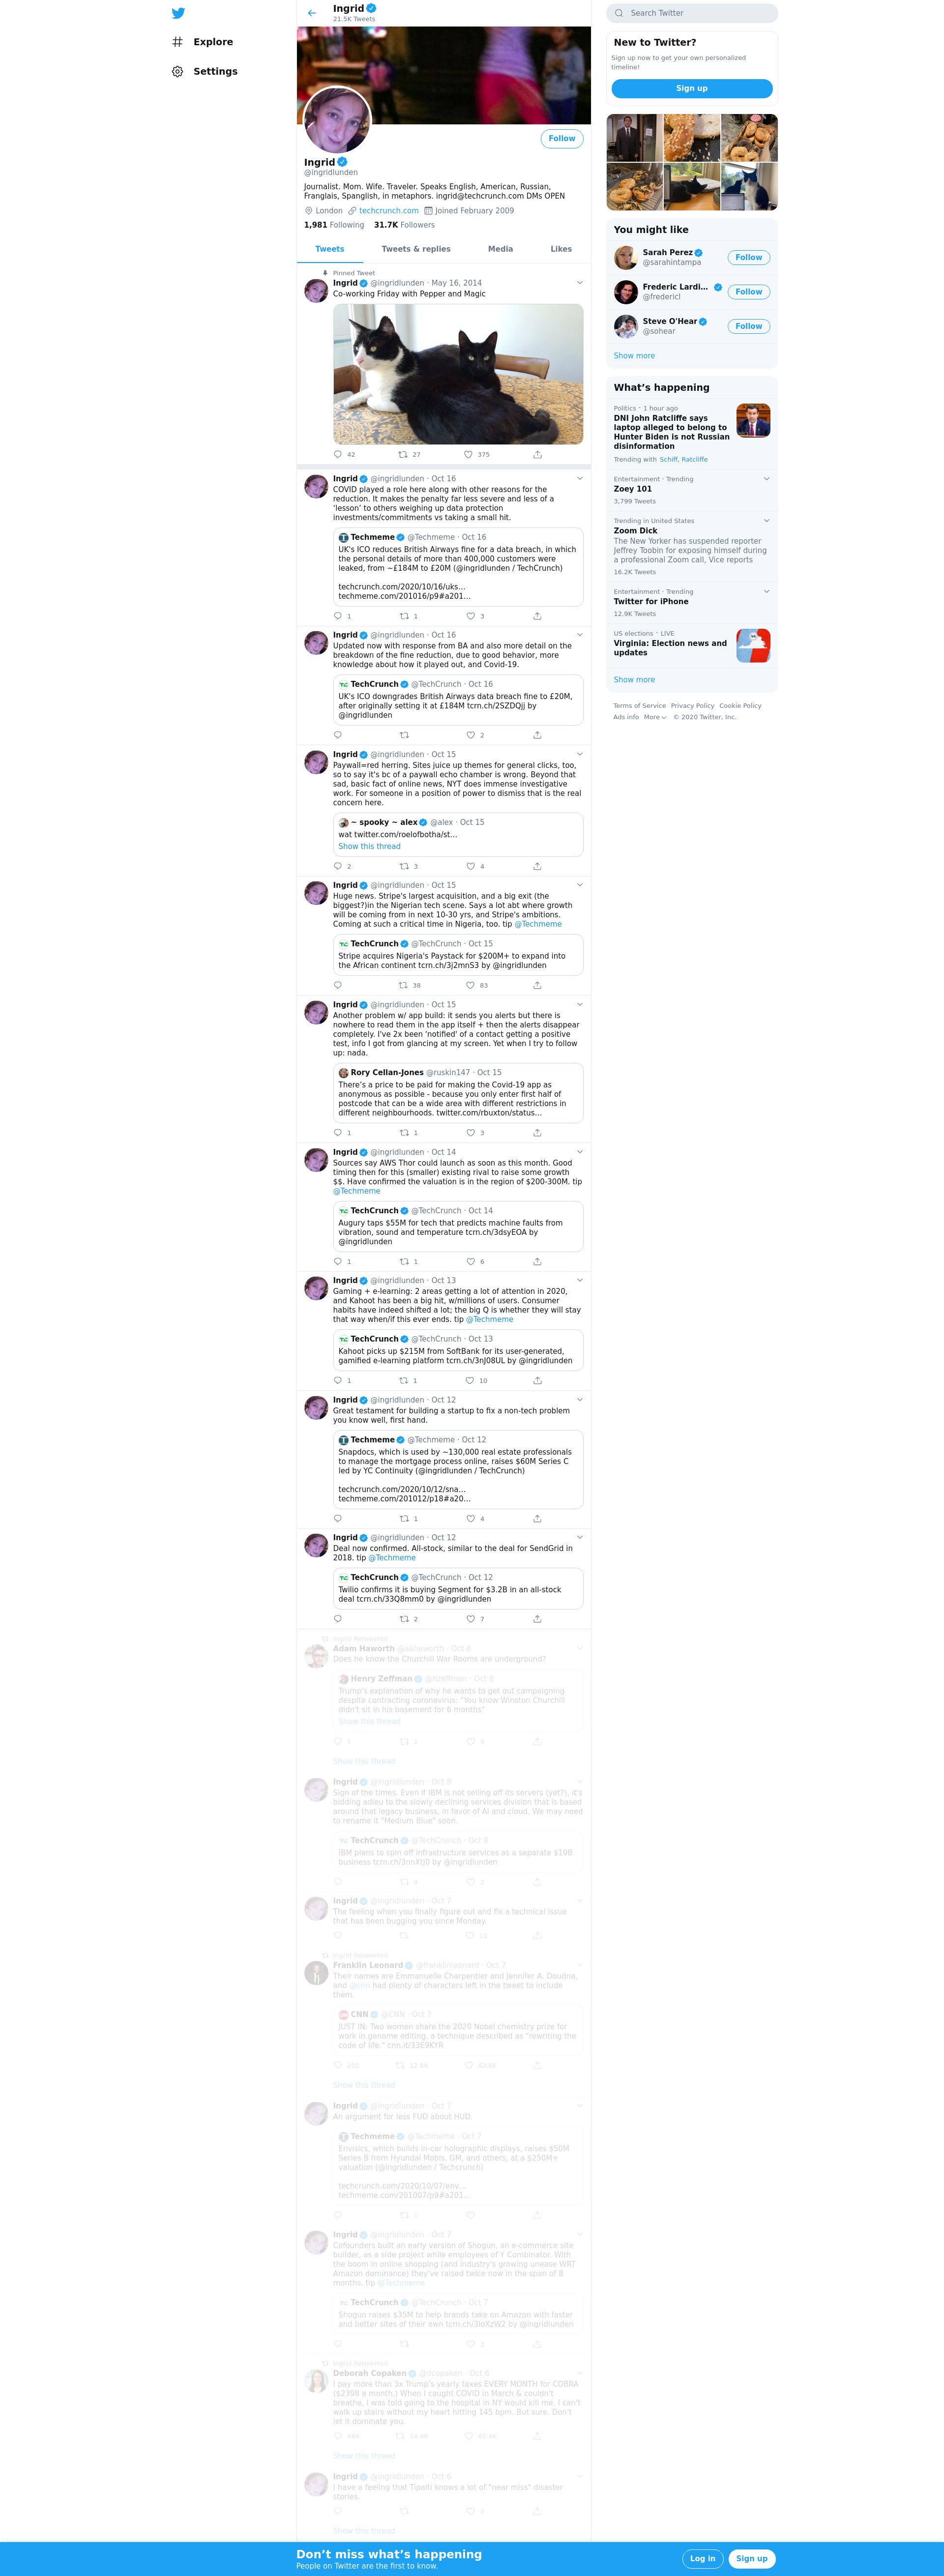 Explore
Settings
Ingrid
21.5K Tweets
Follow
Ingrid
@ingridlunden
Journalist. Mom. Wife. Traveler. Speaks English, American, Russian,
Franglais, Spanglish, in metaphors. ingrid@techcrunch.com DMs OPEN
London techcrunch.com Joined February 2009
1,981 Following 31.7K Followers
Tweets Tweets & replies Media Likes
Pinned Tweet
Ingrid @ingridlunden · May 16, 2014
Co-working Friday with Pepper and Magic
42 27 375
Ingrid @ingridlunden · Oct 16
COVID played a role here along with other reasons for the
reduction. It makes the penalty far less severe and less of a
'lesson' to others weighing up data protection
investments/commitments vs taking a small hit.
Techmeme @Techmeme · Oct 16
UK's ICO reduces British Airways fine for a data breach, in which
the personal details of more than 400,000 customers were
leaked, from ~£184M to £20M (@ingridlunden / TechCrunch)
techcrunch.com/2020/10/16/uks…
techmeme.com/201016/p9#a201…
1 1 3
Ingrid @ingridlunden · Oct 16
Updated now with response from BA and also more detail on the
breakdown of the fine reduction, due to good behavior, more
knowledge about how it played out, and Covid-19.
TechCrunch @TechCrunch · Oct 16
UK's ICO downgrades British Airways data breach fine to £20M,
after originally setting it at £184M tcrn.ch/2SZDQjj by
@ingridlunden
2
Ingrid @ingridlunden · Oct 15
Paywall=red herring. Sites juice up themes for general clicks, too,
so to say it's bc of a paywall echo chamber is wrong. Beyond that
sad, basic fact of online news, NYT does immense investigative
work. For someone in a position of power to dismiss that is the real
concern here.
~ spooky ~ alex @alex · Oct 15
wat twitter.com/roelofbotha/st…
Show this thread
2 3 4
Ingrid @ingridlunden · Oct 15
Huge news. Stripe's largest acquisition, and a big exit (the
biggest?)in the Nigerian tech scene. Says a lot abt where growth
will be coming from in next 10-30 yrs, and Stripe's ambitions.
Coming at such a critical time in Nigeria, too. tip @Techmeme
TechCrunch @TechCrunch · Oct 15
Stripe acquires Nigeria's Paystack for $200M+ to expand into
the African continent tcrn.ch/3j2mnS3 by @ingridlunden
38 83
Ingrid @ingridlunden · Oct 15
Another problem w/ app build: it sends you alerts but there is
nowhere to read them in the app itself + then the alerts disappear
completely. I've 2x been 'notified' of a contact getting a positive
test, info I got from glancing at my screen. Yet when I try to follow
up: nada.
Rory Cellan-Jones @ruskin147 · Oct 15
There's a price to be paid for making the Covid-19 app as
anonymous as possible - because you only enter first half of
postcode that can be a wide area with different restrictions in
different neighbourhoods. twitter.com/rbuxton/status…
1 1 3
Ingrid @ingridlunden · Oct 14
Sources say AWS Thor could launch as soon as this month. Good
timing then for this (smaller) existing rival to raise some growth
$$. Have confirmed the valuation is in the region of $200-300M. tip
@Techmeme
TechCrunch @TechCrunch · Oct 14
Augury taps $55M for tech that predicts machine faults from
vibration, sound and temperature tcrn.ch/3dsyEOA by
@ingridlunden
1 1 6
Ingrid @ingridlunden · Oct 13
Gaming + e-learning: 2 areas getting a lot of attention in 2020,
and Kahoot has been a big hit, w/millions of users. Consumer
habits have indeed shifted a lot; the big Q is whether they will stay
that way when/if this ever ends. tip @Techmeme
TechCrunch @TechCrunch · Oct 13
Kahoot picks up $215M from SoftBank for its user-generated,
gamified e-learning platform tcrn.ch/3nJ08UL by @ingridlunden
1 1 10
Ingrid @ingridlunden · Oct 12
Great testament for building a startup to fix a non-tech problem
you know well, first hand.
Techmeme @Techmeme · Oct 12
Snapdocs, which is used by ~130,000 real estate professionals
to manage the mortgage process online, raises $60M Series C
led by YC Continuity (@ingridlunden / TechCrunch)
techcrunch.com/2020/10/12/sna…
techmeme.com/201012/p18#a20…
1 4
Ingrid @ingridlunden · Oct 12
Deal now confirmed. All-stock, similar to the deal for SendGrid in
2018. tip @Techmeme
TechCrunch @TechCrunch · Oct 12
Twilio confirms it is buying Segment for $3.2B in an all-stock
deal tcrn.ch/33Q8mm0 by @ingridlunden
2 7
Ingrid Retweeted
Adam Haworth
Does he know the Churchill War Rooms are underground?
Henry Zeffman @hzeffman
Trump's explanation of why he wants to get out campaigning
despite contracting coronavirus: "You know Winston Churchill
didn't sit in his basement for 6 months"
Show this thread
Show this thread
Ingrid @ingridlunden · Oct 8
Sign of the times. Even if IBM is not selling off its servers (yet?), it's
bidding adieu to the slowly declining services division that is based
around that legacy business, in favor of AI and cloud. We may need
to rename it "Medium Blue" soon.
TechCrunch @TechCrunch · Oct 8
IBM plans to spin off infrastructure services as a separate $19B
business by @ingridlunden
Ingrid @ingridlunden · Oct 7
The feeling when you finally figure out and fix a technical issue
that has been bugging you since Monday.
11
Ingrid Retweeted
Franklin Leonard @franklinleonard · Oct 7
Their names are Emmanuelle Charpentier and Jennifer A. Doudna,
and @cnn had plenty of characters left in the tweet to include
them.
CNN @CNN · Oct 7
JUST IN: Two women share the 2020 Nobel chemistry prize for
work in genome editing, a technique described as "rewriting the
code of life." cnn.it/33E9KYR
Show this thread
Ingrid @ingridlunden · Oct 7
An argument for less FUD about HUD.
Techmeme @Techmeme · Oct 7
Envisics, which builds in-car holographic displays, raises $50M
Series B from Hyundai Mobis, GM, and others, at a $250M+
valuation (@ingridlunden / Techcrunch)
techcrunch.com/2020/10/07/env…
techmeme.com/201007/p9#a201…
Ingrid @ingridlunden · Oct 7
Cofounders built an early version of Shogun, an e-commerce site
builder, as a side project while employees of Y Combinator. With
the boom in online shopping (and industry's growing unease WRT
Amazon dominance) they've raised twice now in the span of 8
months. tip @Techmeme
TechCrunch @TechCrunch · Oct 7
Shogun raises $35M to help brands take on Amazon with faster
and better sites of their own tcrn.ch/3loXzW2 by @ingridlunden
Ingrid Retweeted
Deborah Copaken @dcopaken · Oct 6
I pay more than 3x Trump's yearly taxes EVERY MONTH for COBRA
($2398 a month.) When I caught COVID in March & couldn't
breathe, I was told going to the hospital in NY would kill me. I can't
walk up stairs without my heart hitting 145 bpm. But sure. Don't
let it dominate you.
Show this thread
Ingrid @ingridlunden · Oct 6
I have a feeling that Tipalti knows a lot of "near miss" disaster
stories.
Show this thread
Search Twitter
New to Twitter?
Sign up now to get your own personalized
timeline!
Sign up
You might like
Sarah Perez
@sarahintampa
Follow
Frederic Lardi…
@fredericl
Follow
Steve O'Hear
@sohear
Follow
Show more
What's happening
Politics · 1 hour ago
DNI John Ratcliffe says
laptop alleged to belong to
Hunter Biden is not Russian
disinformation
Trending with Schiff, Ratcliffe
Entertainment · Trending
Zoey 101
3,799 Tweets
Trending in United States
Zoom Dick
The New Yorker has suspended reporter
Jeffrey Toobin for exposing himself during
a professional Zoom call, Vice reports
16.2K Tweets
Entertainment · Trending
Twitter for iPhone
12.9K Tweets
US elections · LIVE
Virginia: Election news and
updates
Show more
Terms of Service Privacy Policy Cookie Policy
Ads info More © 2020 Twitter, Inc.
Don't miss what's happening
People on Twitter are the first to know.
Log in
Sign up